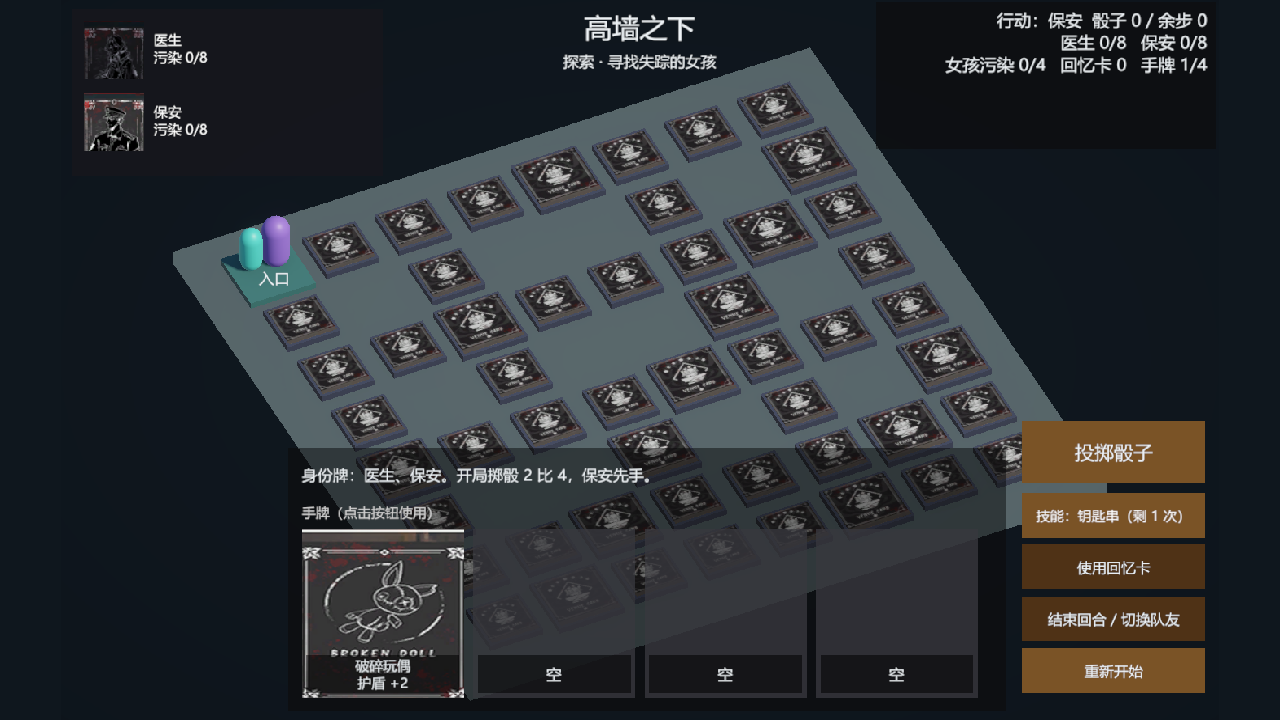 医生
污染 0/8
保安
污染 0/8
高墙之下
探索 · 寻找失踪的女孩
行动：保安 骰子 0 / 余步 0
医生 0/8 保安 0/8
女孩污染 0/4 回忆卡 0 手牌 1/4
入口
身份牌：医生、保安。开局掷骰 2 比 4，保安先手。
手牌（点击按钮使用）
BROKEN DOLL
破碎玩偶
护盾 +2
空
空
空
投掷骰子
技能：钥匙串（剩 1 次）
使用回忆卡
结束回合 / 切换队友
重新开始